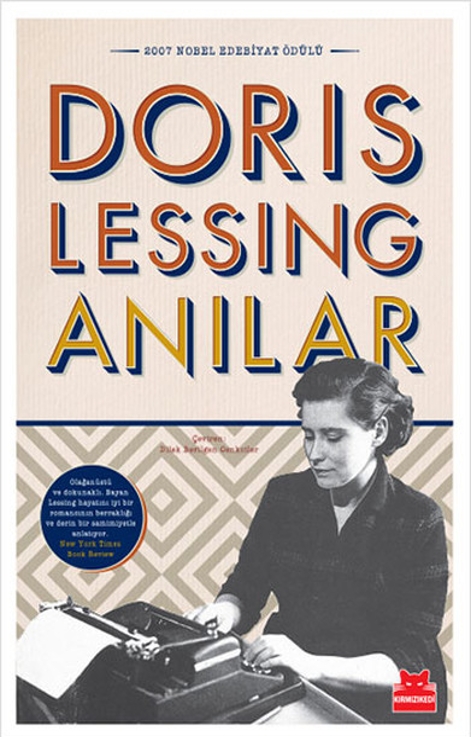 2007 NOBEL EDEBİYAT ÖDÜLÜ
DORIS
LESSING
ANILAR
Çeviren:
Dilek Berilgen Cenkciler
Olağanüstü
ve dokunaklı. Bayan
Lessing hayatını iyi bir
romancının berraklığı
ve derin bir samimiyetle
anlatıyor.
New York Times
Book Review
KIRMIZIKEDİ